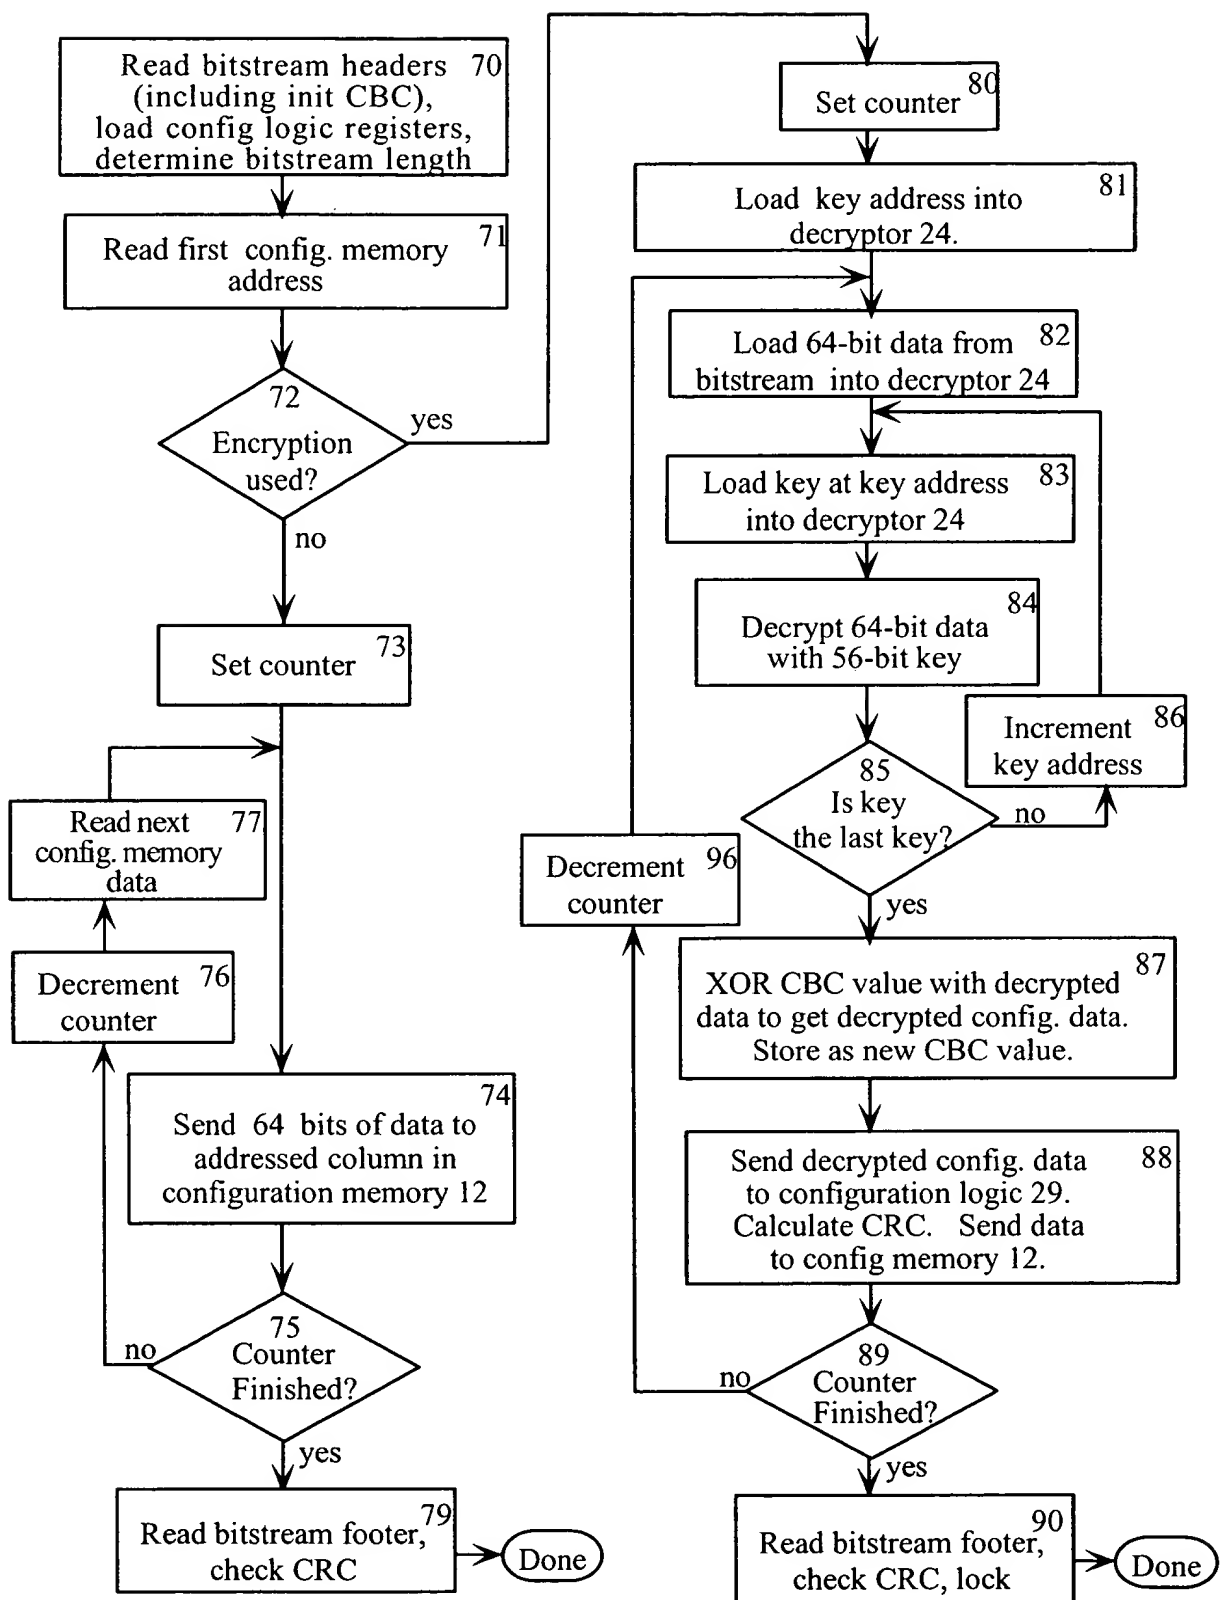 Read bitstream headers 70
(including init CBC),
load config logic registers,
determine bitstream length
71
Read first config. memory
address
72
Encryption
used?
yes
no
73
Set counter
77
Read next
config. memory
data
76
Decrement
counter
74
Send 64 bits of data to
addressed column in
configuration memory 12
75
Counter
Finished?
no
yes
79
Read bitstream footer,
check CRC
Done
80
Set counter
81
Load key address into
decryptor 24.
82
Load 64-bit data from
bitstream into decryptor 24
83
Load key at key address
into decryptor 24
84
Decrypt 64-bit data
with 56-bit key
86
Increment
key address
85
Is key
the last key?
no
yes
96
Decrement
counter
87
XOR CBC value with decrypted
data to get decrypted config. data.
Store as new CBC value.
88
Send decrypted config. data
to configuration logic 29.
Calculate CRC. Send data
to config memory 12.
89
Counter
Finished?
no
yes
90
Read bitstream footer,
check CRC, lock
Done